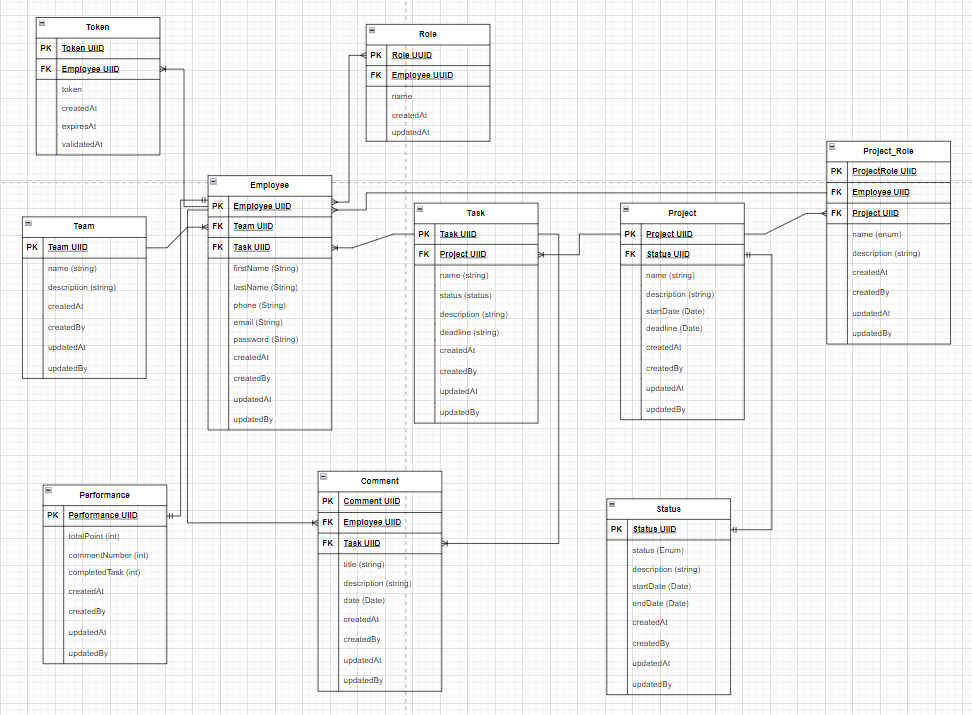 Token
PK Token UIID
FK Employee UIID
token
createdAt
expiresAt
validatedAt
Role
PK Role UUID
FK Employee UUID
name
createdAt
updatedAt
Project_Role
PK ProjectRole UIID
FK Employee UIID
FK Project UIID
name (enum)
description (string)
createdAt
createdBy
updatedAt
updatedBy
Employee
PK Employee UIID
FK Team UIID
FK Task UIID
firstName (String)
lastName (String)
phone (String)
email (String)
password (String)
createdAt
createdBy
updatedAt
updatedBy
Team
PK Team UIID
name (string)
description (string)
createdAt
createdBy
updatedAt
updatedBy
Task
PK Task UIID
FK Project UIID
name (string)
status (status)
description (string)
deadline (string)
createdAt
createdBy
updatedAt
updatedBy
Project
PK Project UIID
FK Status UIID
name (string)
description (string)
startDate (Date)
deadline (Date)
createdAt
createdBy
updatedAt
updatedBy
Performance
PK Performance UIID
totalPoint (int)
commentNumber (int)
completedTask (int)
createdAt
createdBy
updatedAt
updatedBy
Comment
PK Comment UIID
FK Employee UIID
FK Task UIID
title (string)
description (string)
date (Date)
createdAt
createdBy
updatedAt
updatedBy
Status
PK Status UIID
status (Enum)
description (string)
startDate (Date)
endDate (Date)
createdAt
createdBy
updatedAt
updatedBy